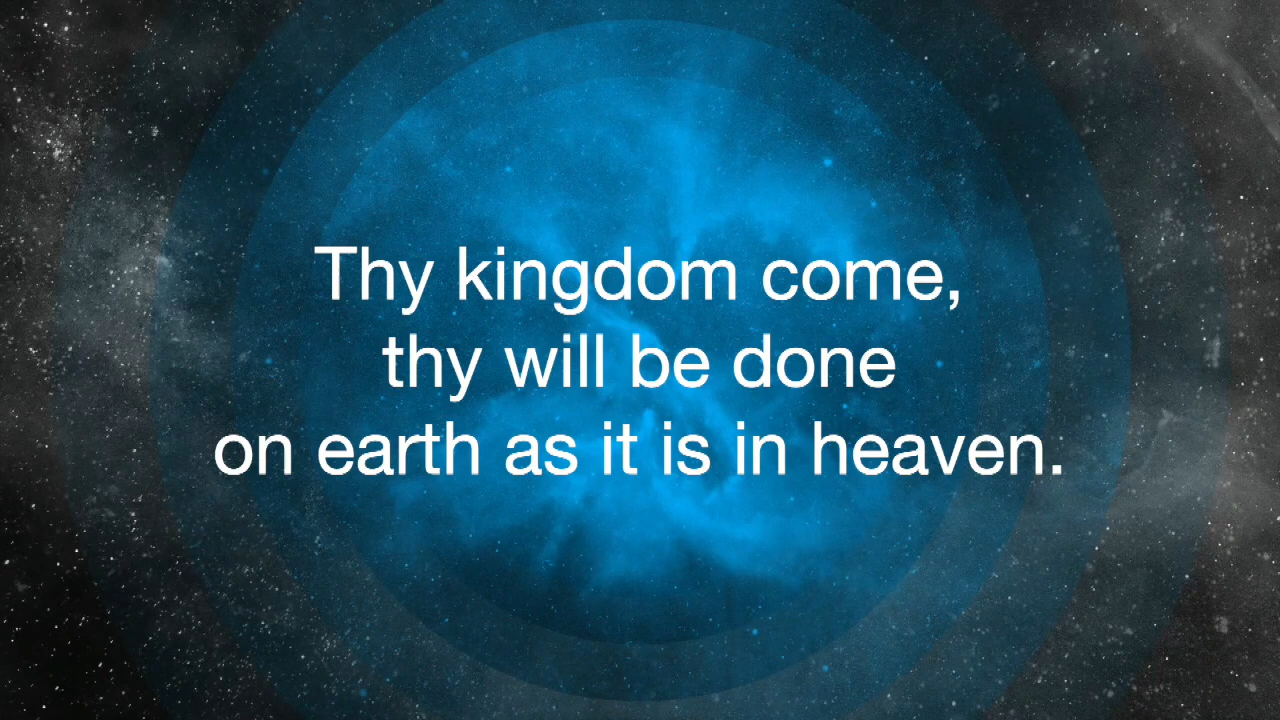 Thy kingdom come,
thy will be done
on earth as it is in heaven.